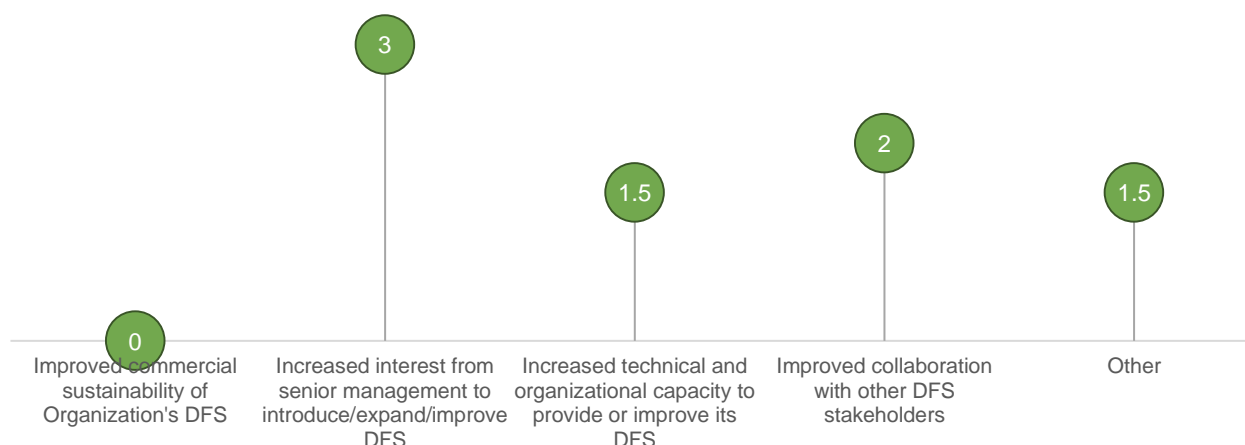 3
2
1.5
1.5
0
Improved commercial
sustainability of
Organization's DFS
Increased interest from
senior management to
introduce/expand/improve
DFS
Increased technical and
organizational capacity to
provide or improve its
DFS
Improved collaboration
with other DFS
stakeholders
Other